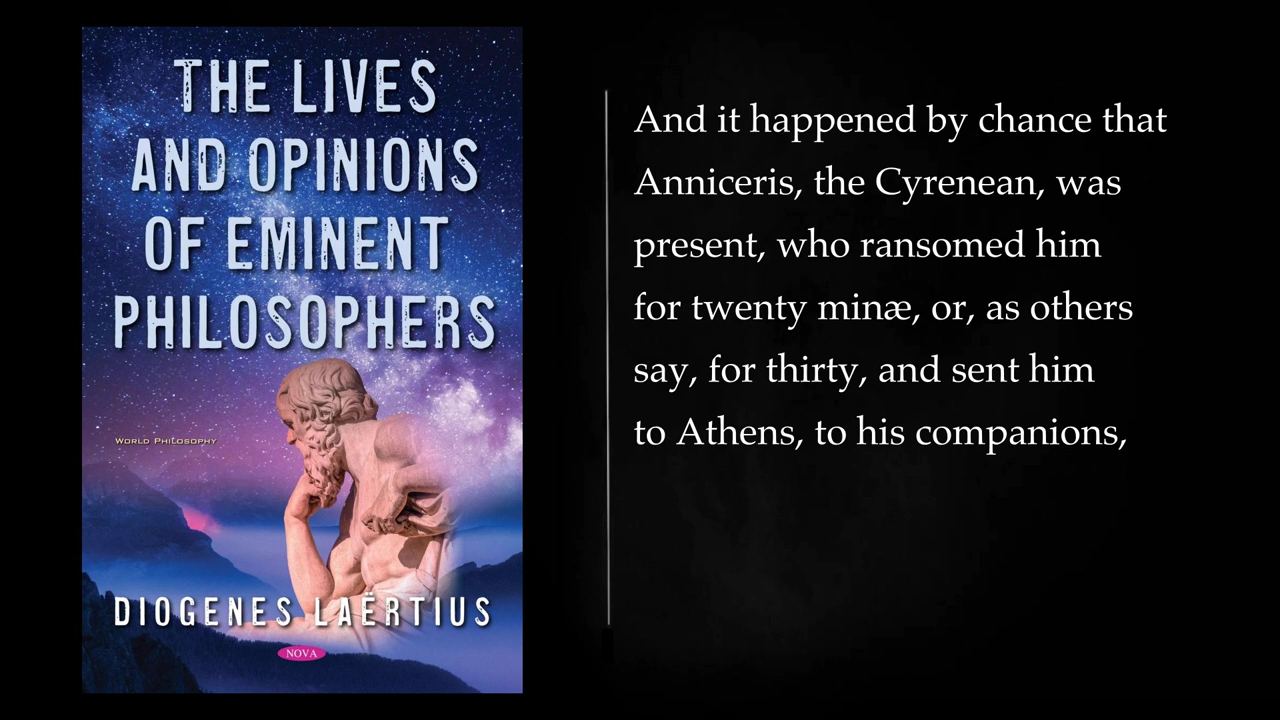 THE LIVES
AND OPINIONS
OF EMINENT
PHILOSOPHERS
WORLD PHILOSOPHY
DIOGENES LAËRTIUS
NOVA
And it happened by chance that
Anniceris, the Cyrenean, was
present, who ransomed him
for twenty minæ, or, as others
say, for thirty, and sent him
to Athens, to his companions,